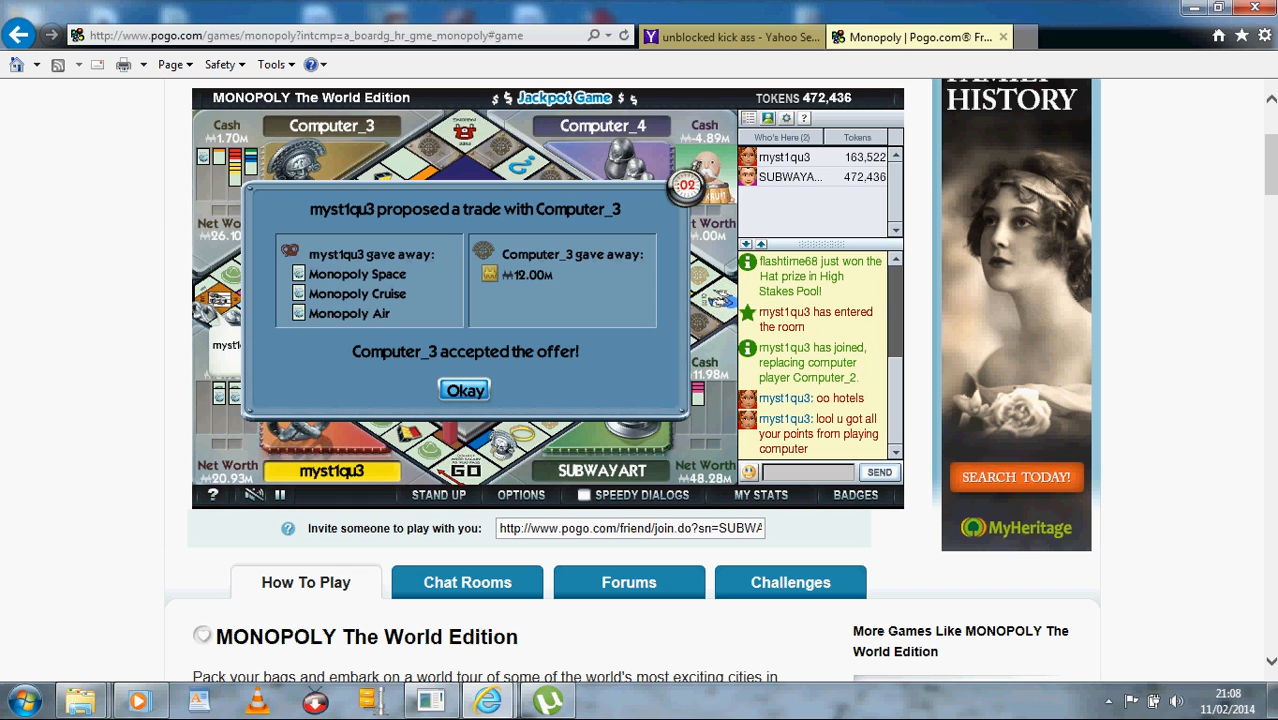 http://www.pogo.com/games/monopoly?intcmp=a_boardg_hr_gme_monopoly#game
unblocked kick ass - Yahoo Se...
Monopoly | Pogo.com® Fr...
Page
Safety
Tools
MONOPOLY The World Edition
Jackpot Game
TOKENS 472,436
Cash
1.70M
Computer_3
Computer_4
Cash
-4.89M
Who's Here (2)
Tokens
myst1qu3 163,522
SUBWAYA... 472,436
FAMILY
HISTORY
:02
myst1qu3 proposed a trade with Computer_3
myst1qu3 gave away:
Monopoly Space
Monopoly Cruise
Monopoly Air
Computer_3 gave away:
12.00M
Computer_3 accepted the offer!
Okay
flashtime68 just won the
Hat prize in High
Stakes Pool!
myst1qu3 has entered
the room
myst1qu3 has joined,
replacing computer
player Computer_2.
myst1qu3: oo hotels
myst1qu3: lool u got all
your points from playing
computer
SEND
Cash
11.98M
Net Worth
20.93M
myst1qu3
GO
SUBWAYART
Net Worth
48.28M
?
STAND UP
OPTIONS
SPEEDY DIALOGS
MY STATS
BADGES
SEARCH TODAY!
MyHeritage
Invite someone to play with you:
http://www.pogo.com/friend/join.do?sn=SUBWA
How To Play
Chat Rooms
Forums
Challenges
MONOPOLY The World Edition
Pack your bags and embark on a world tour of some of the world's most exciting cities in
More Games Like MONOPOLY The
World Edition
21:08
11/02/2014